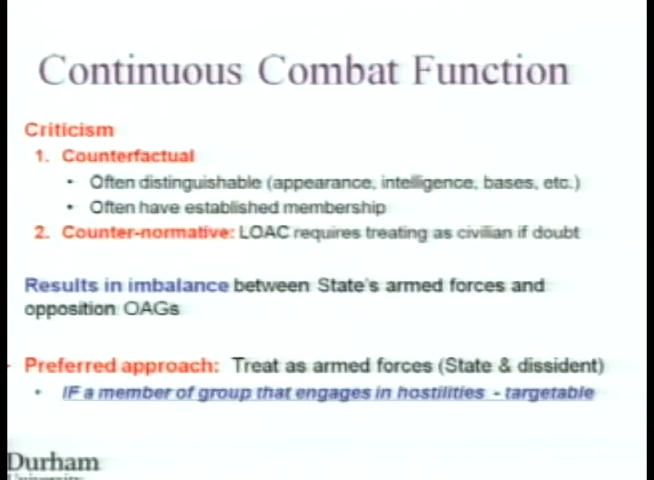 Continuous Combat Function
Criticism
1. Counterfactual
• Often distinguishable (appearance, intelligence, bases, etc.)
• Often have established membership
2. Counter-normative: LOAC requires treating as civilian if doubt
Results in imbalance between State's armed forces and
opposition OAGs
Preferred approach: Treat as armed forces (State & dissident)
• IF a member of group that engages in hostilities - targetable
Durham
University